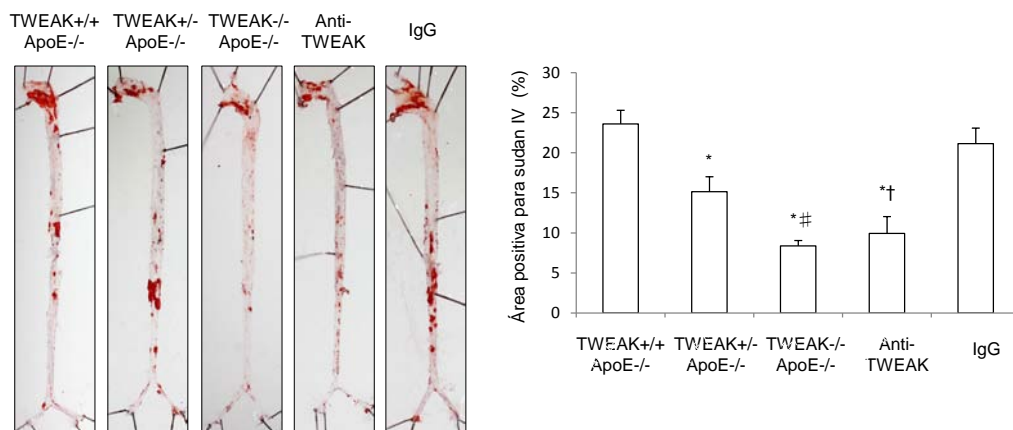 TWEAK+/+
ApoE-/-
TWEAK+/-
ApoE-/-
TWEAK-/-
ApoE-/-
Anti-
TWEAK
IgG
Área positiva para sudan IV (%)
30
25
20
15
10
5
0
*
*#
*†
TWEAK+/+
ApoE-/-
TWEAK+/-
ApoE-/-
TWEAK-/-
ApoE-/-
Anti-
TWEAK
IgG